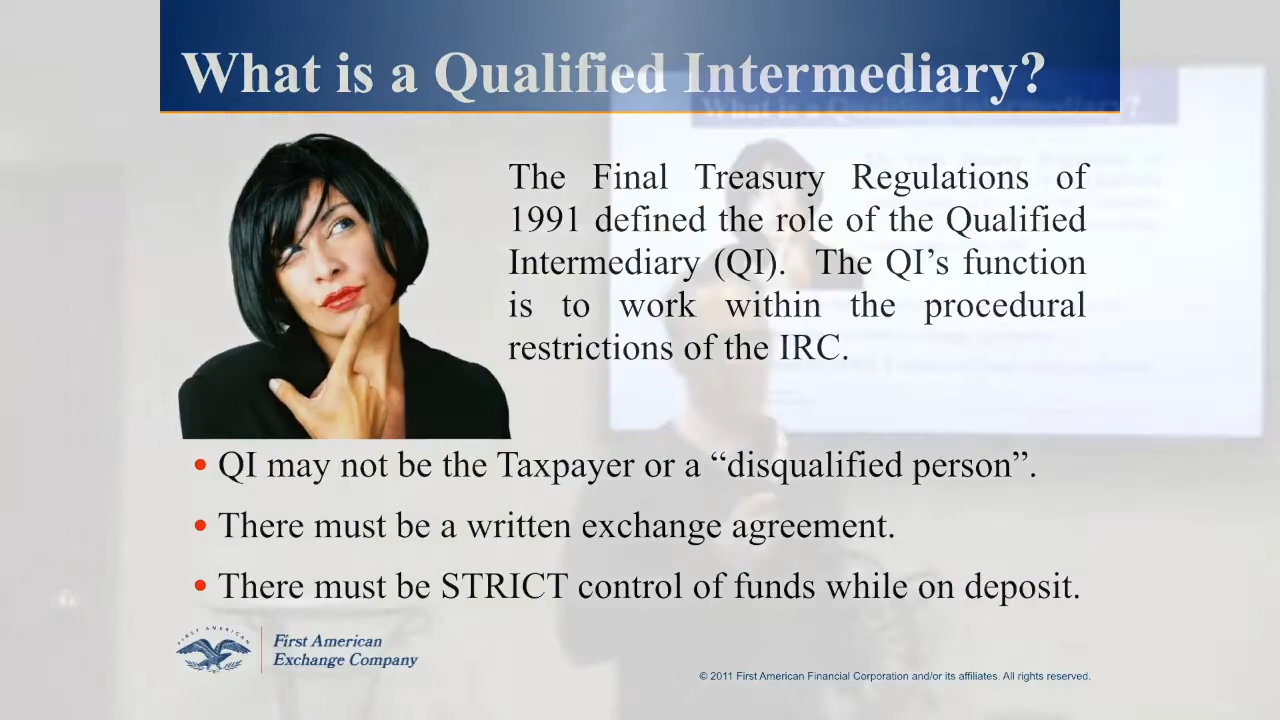 What is a Qualified Intermediary?
The Final Treasury Regulations of
1991 defined the role of the Qualified
Intermediary (QI).  The QI’s function
is to work within the procedural
restrictions of the IRC.
• QI may not be the Taxpayer or a “disqualified person”.
• There must be a written exchange agreement.
• There must be STRICT control of funds while on deposit.
FIRST AMERICAN
First American
Exchange Company
© 2011 First American Financial Corporation and/or its affiliates. All rights reserved.